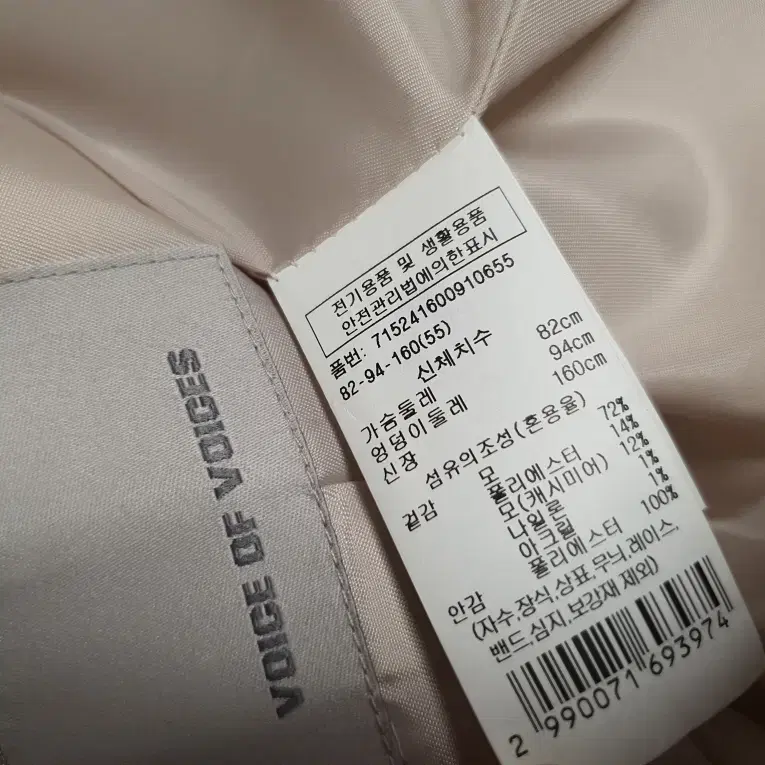 VOICE OF VOICES
전기용품 및 생활용품
안전관리법에의한표시
품번: 715241600910655
82-94-160(55)
신체치수
가슴둘레 82cm
엉덩이둘레 94cm
신장 160cm
섬유의조성(혼용율)
겉감 모 72%
폴리에스터 14%
모(캐시미어) 12%
나일론 1%
아크릴 1%
안감 폴리에스터 100%
(자수,장식,상표,무늬,레이스,
밴드,심지,보강재 제외)
2 990071 693974